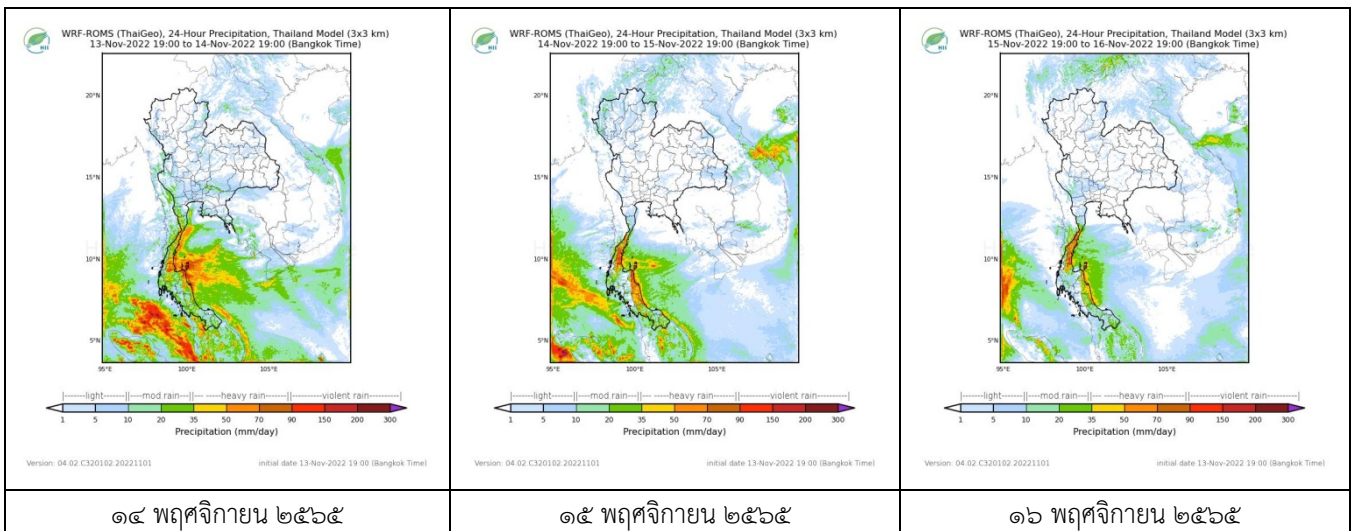 HII
WRF-ROMS (ThaiGeo), 24-Hour Precipitation, Thailand Model (3x3 km)
13-Nov-2022 19:00 to 14-Nov-2022 19:00 (Bangkok Time)
20°N
15°N
10°N
5°N
95°E 100°E 105°E
|-------light-----||---mod rain---||--- ---heavy rain ----||---------violent rain---------|
1 5 10 20 35 50 70 90 150 200 300
Precipitation (mm/day)
Version: 04.02.C320102.20221101 initial date 13-Nov-2022 19:00 (Bangkok Time)
๑๔ พฤศจิกายน ๒๕๖๕
HII
WRF-ROMS (ThaiGeo), 24-Hour Precipitation, Thailand Model (3x3 km)
14-Nov-2022 19:00 to 15-Nov-2022 19:00 (Bangkok Time)
20°N
15°N
10°N
5°N
95°E 100°E 105°E
|-------light-----||---mod rain---||--- ---heavy rain ----||---------violent rain---------|
1 5 10 20 35 50 70 90 150 200 300
Precipitation (mm/day)
Version: 04.02.C320102.20221101 initial date 13-Nov-2022 19:00 (Bangkok Time)
๑๕ พฤศจิกายน ๒๕๖๕
HII
WRF-ROMS (ThaiGeo), 24-Hour Precipitation, Thailand Model (3x3 km)
15-Nov-2022 19:00 to 16-Nov-2022 19:00 (Bangkok Time)
20°N
15°N
10°N
5°N
95°E 100°E 105°E
|-------light-----||---mod rain---||--- ---heavy rain ----||---------violent rain---------|
1 5 10 20 35 50 70 90 150 200 300
Precipitation (mm/day)
Version: 04.02.C320102.20221101 initial date 13-Nov-2022 19:00 (Bangkok Time)
๑๖ พฤศจิกายน ๒๕๖๕